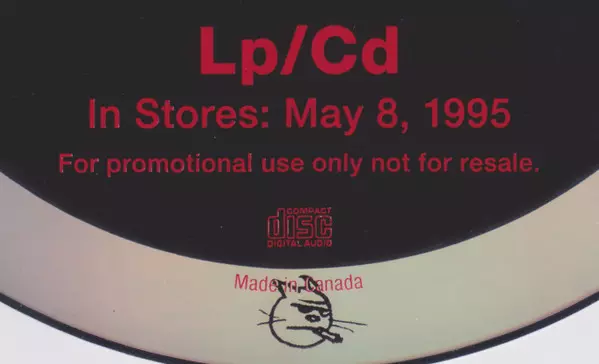 Lp/Cd
In Stores: May 8, 1995
For promotional use only not for resale.
COMPACT
disc
DIGITAL AUDIO
Made in Canada